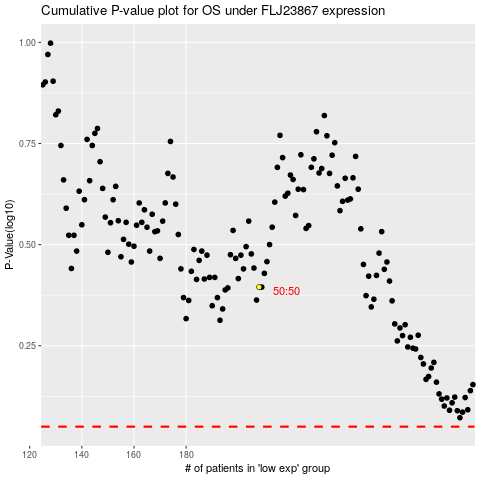 Cumulative P-value plot for OS under FLJ23867 expression
P-Value(log10)
1.00
0.75
0.50
0.25
50:50
120 140 160 180
# of patients in 'low exp' group